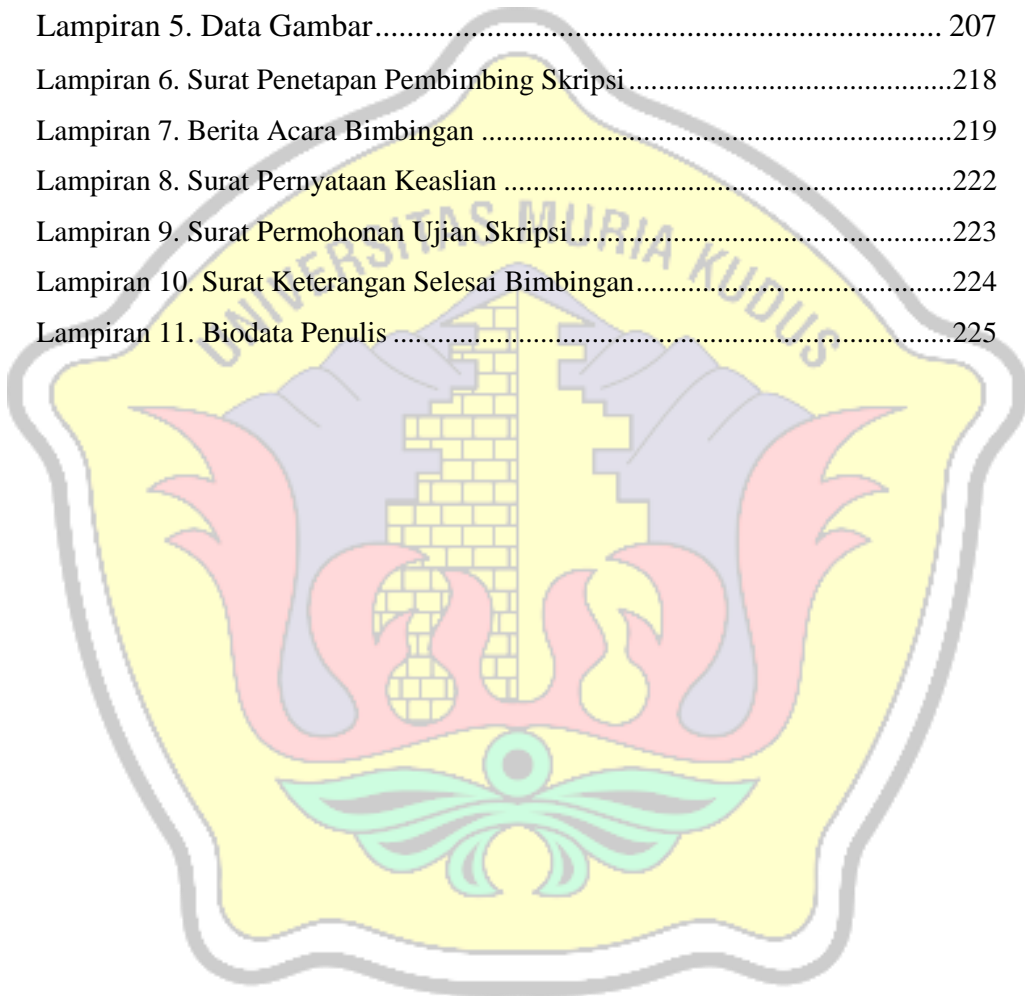 Lampiran 5. Data Gambar.......................................................................... 207
Lampiran 6. Surat Penetapan Pembimbing Skripsi..........................................218
Lampiran 7. Berita Acara Bimbingan .............................................................219
Lampiran 8. Surat Pernyataan Keaslian ..........................................................222
Lampiran 9. Surat Permohonan Ujian Skripsi..................................................223
Lampiran 10. Surat Keterangan Selesai Bimbingan.........................................224
Lampiran 11. Biodata Penulis ........................................................................225
UNIVERSITAS MURIA KUDUS